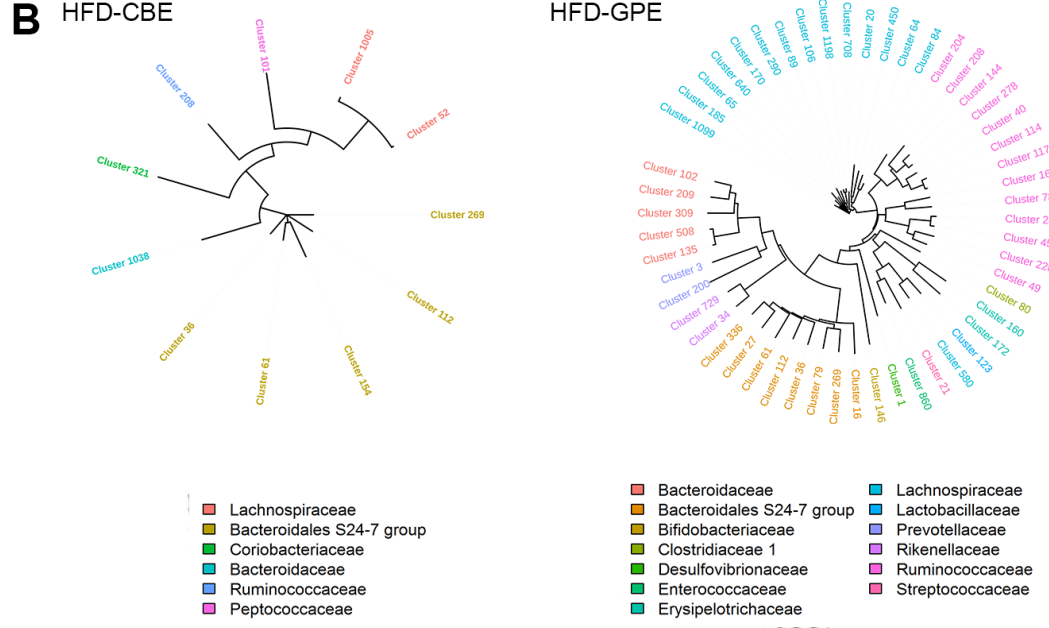 B
HFD-CBE
HFD-GPE
Cluster 101
Cluster 1005
Cluster 52
Cluster 208
Cluster 321
Cluster 269
Cluster 1038
Cluster 112
Cluster 36
Cluster 61
Cluster 154
Lachnospiraceae
Bacteroidales S24-7 group
Coriobacteriaceae
Bacteroidaceae
Ruminococcaceae
Peptococcaceae
Cluster 1099
Cluster 185
Cluster 65
Cluster 640
Cluster 170
Cluster 290
Cluster 89
Cluster 106
Cluster 1198
Cluster 708
Cluster 20
Cluster 450
Cluster 64
Cluster 84
Cluster 204
Cluster 208
Cluster 144
Cluster 278
Cluster 40
Cluster 114
Cluster 117
Cluster
Cluster
Cluster
Cluster
Cluster
Cluster 49
Cluster 80
Cluster 160
Cluster 172
Cluster 123
Cluster 580
Cluster 21
Cluster 860
Cluster 1
Cluster 146
Cluster 16
Cluster 269
Cluster 79
Cluster 36
Cluster 112
Cluster 61
Cluster 27
Cluster 336
Cluster 34
Cluster 729
Cluster 200
Cluster 3
Cluster 135
Cluster 508
Cluster 309
Cluster 209
Cluster 102
Bacteroidaceae
Bacteroidales S24-7 group
Bifidobacteriaceae
Clostridiaceae 1
Desulfovibrionaceae
Enterococcaceae
Erysipelotrichaceae
Lachnospiraceae
Lactobacillaceae
Prevotellaceae
Rikenellaceae
Ruminococcaceae
Streptococcaceae